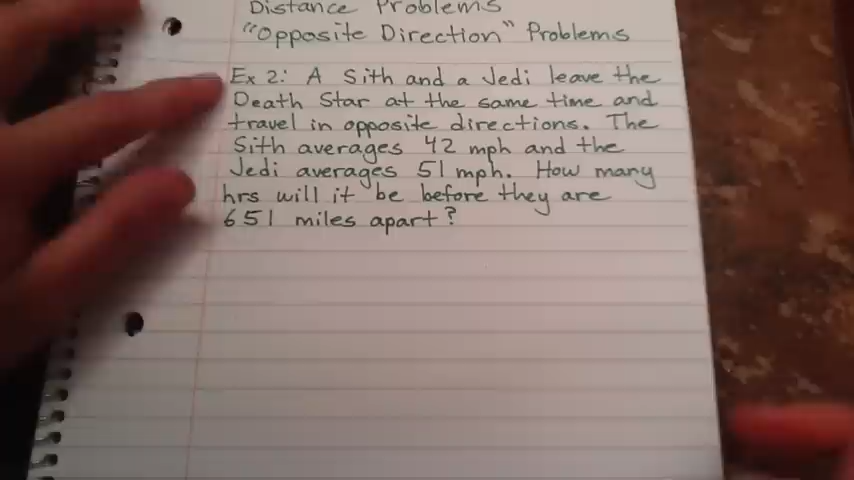 Distance Problems
"Opposite Direction" Problems
Ex 2: A Sith and a Jedi leave the
Death Star at the same time and
travel in opposite directions. The
Sith averages 42 mph and the
Jedi averages 51 mph. How many
hrs will it be before they are
651 miles apart?